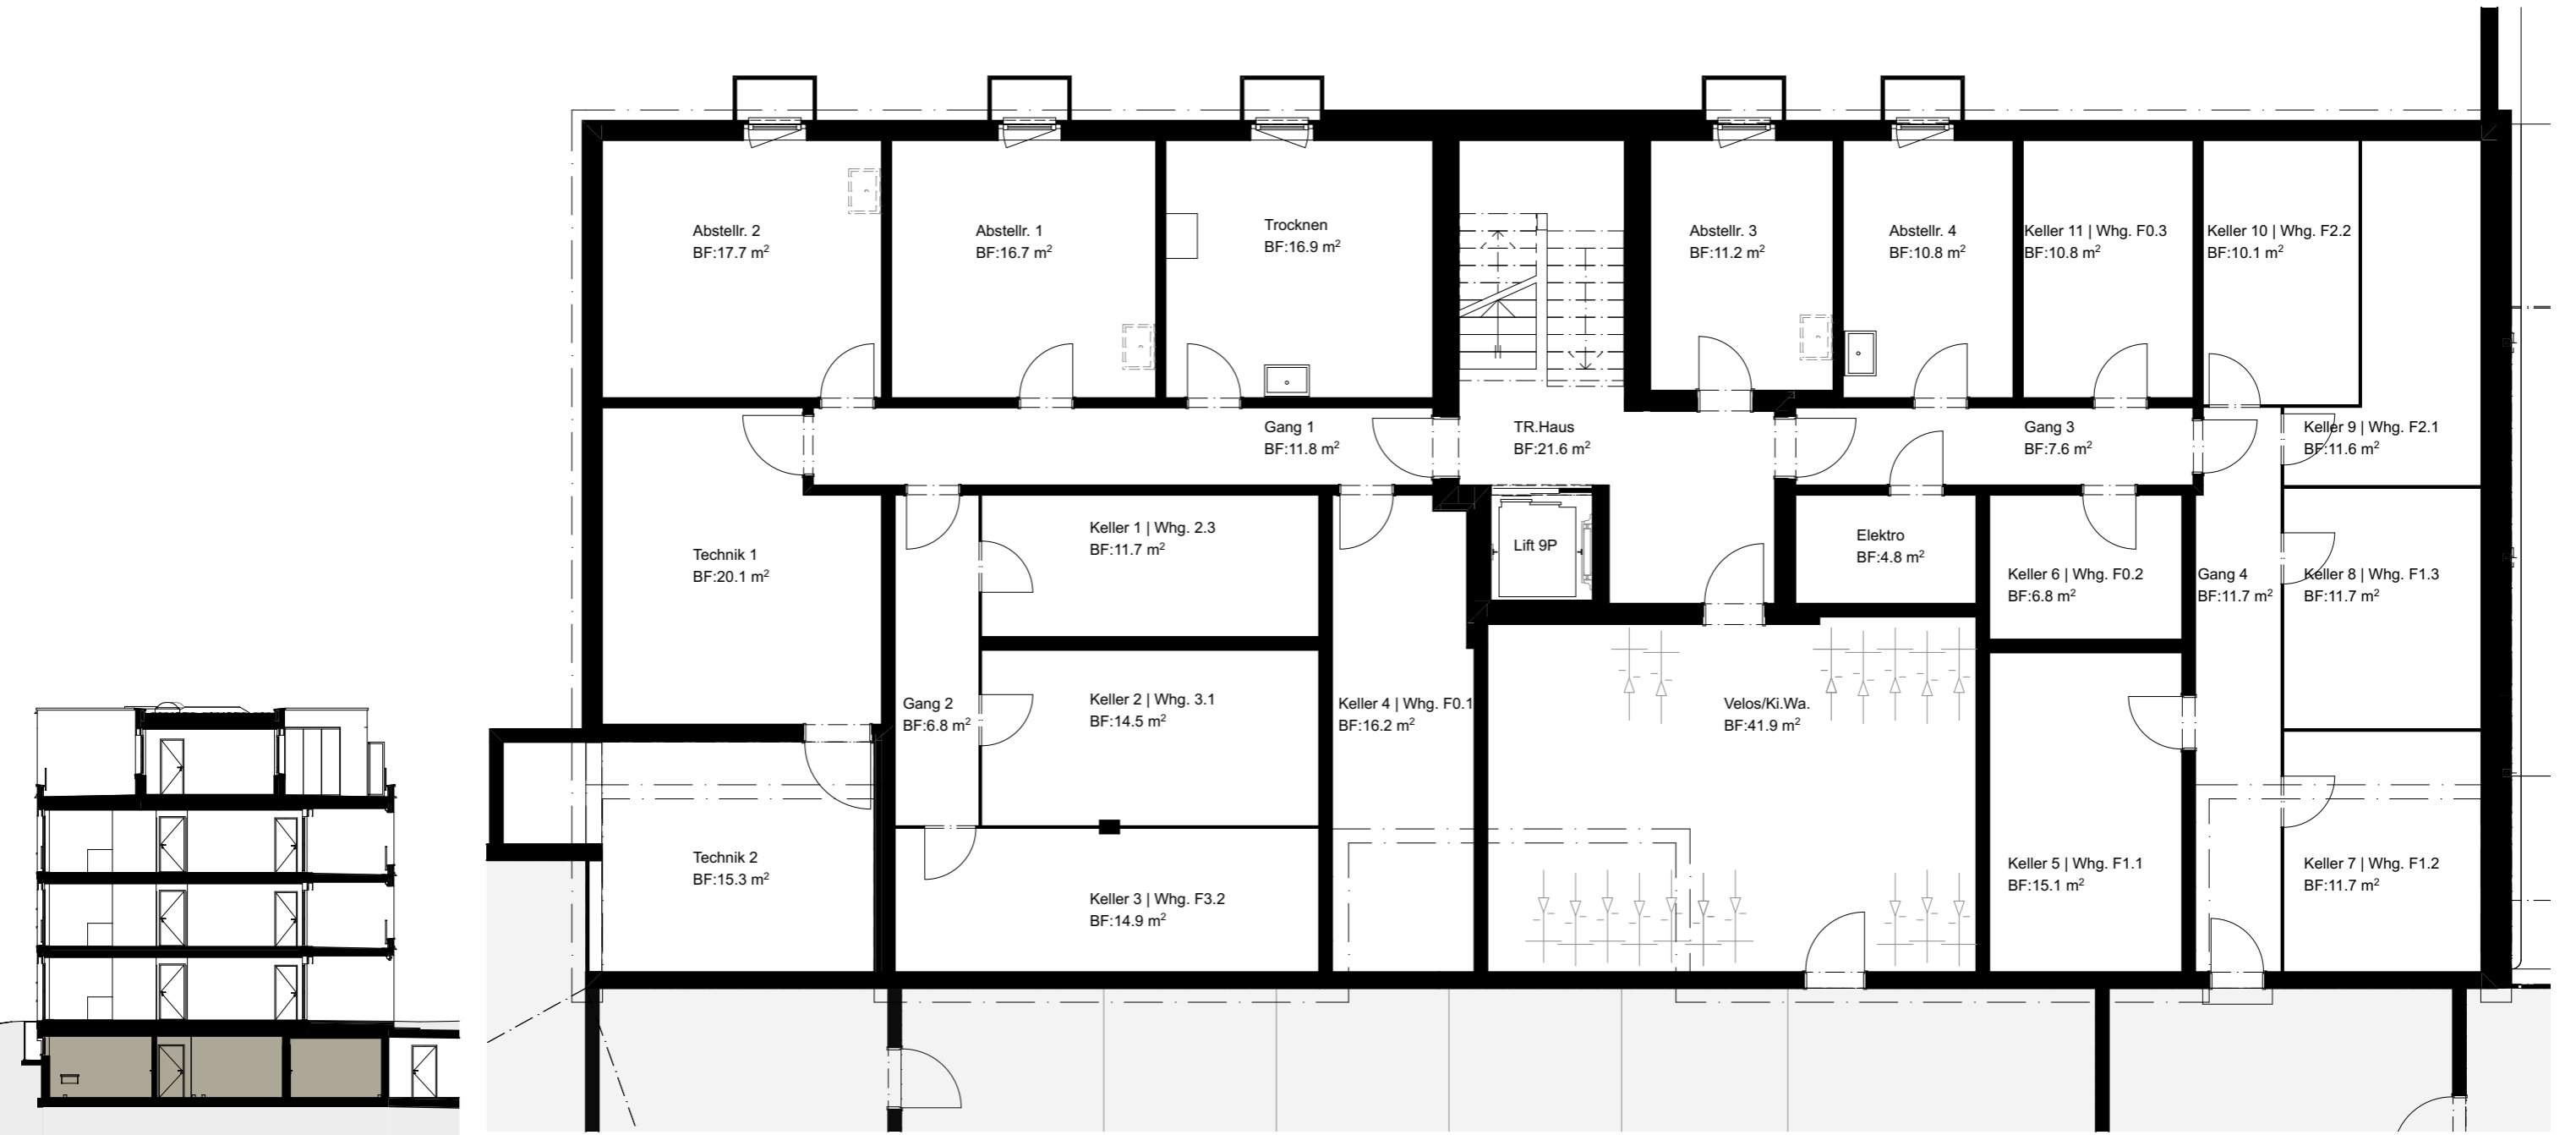 Abstellr. 2
BF:17.7 m²
Abstellr. 1
BF:16.7 m²
Trocknen
BF:16.9 m²
Abstellr. 3
BF:11.2 m²
Abstellr. 4
BF:10.8 m²
Keller 11 | Whg. F0.3
BF:10.8 m²
Keller 10 | Whg. F2.2
BF:10.1 m²
Gang 1
BF:11.8 m²
TR.Haus
BF:21.6 m²
Gang 3
BF:7.6 m²
Keller 9 | Whg. F2.1
BF:11.6 m²
Technik 1
BF:20.1 m²
Keller 1 | Whg. 2.3
BF:11.7 m²
Lift 9P
Elektro
BF:4.8 m²
Keller 6 | Whg. F0.2
BF:6.8 m²
Gang 4
BF:11.7 m²
Keller 8 | Whg. F1.3
BF:11.7 m²
Gang 2
BF:6.8 m²
Keller 2 | Whg. 3.1
BF:14.5 m²
Keller 4 | Whg. F0.1
BF:16.2 m²
Velos/Ki.Wa.
BF:41.9 m²
Technik 2
BF:15.3 m²
Keller 3 | Whg. F3.2
BF:14.9 m²
Keller 5 | Whg. F1.1
BF:15.1 m²
Keller 7 | Whg. F1.2
BF:11.7 m²